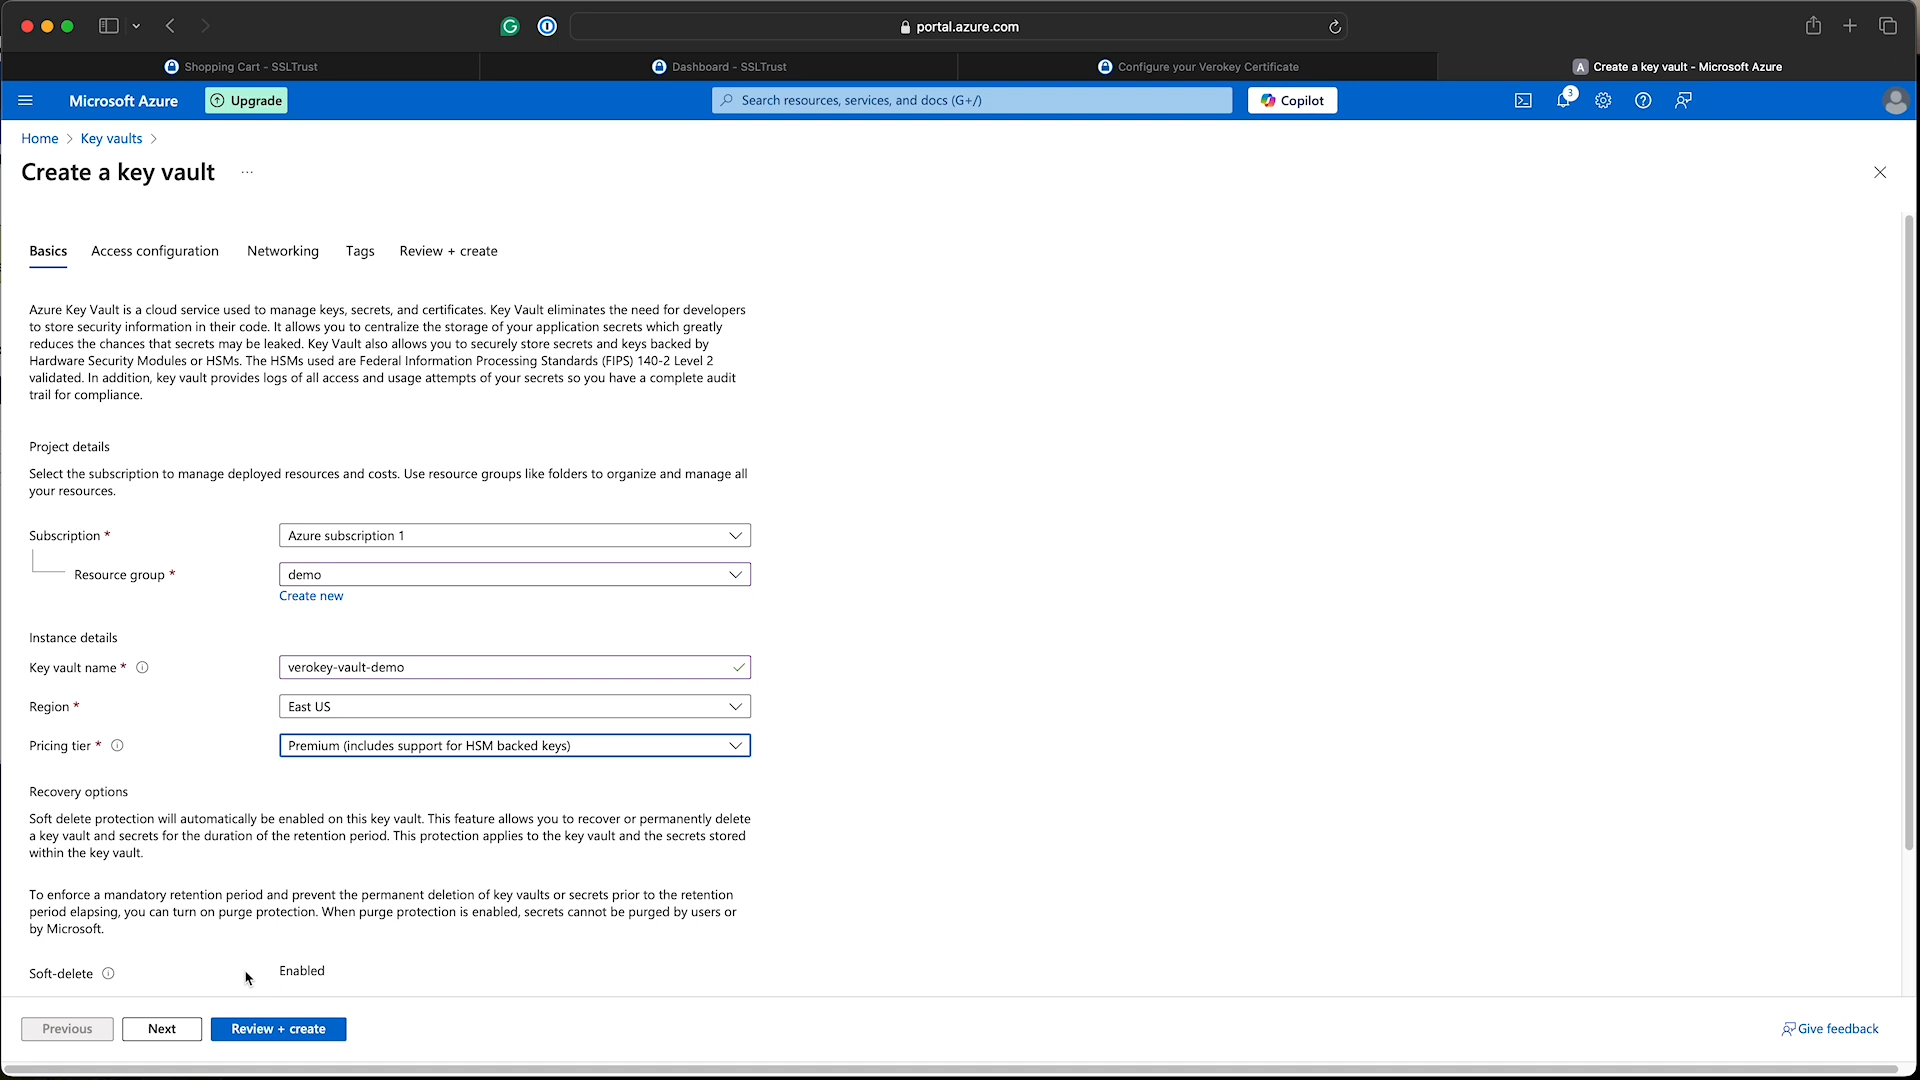 portal.azure.com
Shopping Cart - SSLTrust
Dashboard - SSLTrust
Configure your Verokey Certificate
A Create a key vault - Microsoft Azure
Microsoft Azure
Upgrade
Search resources, services, and docs (G+/)
Copilot
3
Home > Key vaults >
Create a key vault ...
Basics
Access configuration
Networking
Tags
Review + create
Azure Key Vault is a cloud service used to manage keys, secrets, and certificates. Key Vault eliminates the need for developers
to store security information in their code. It allows you to centralize the storage of your application secrets which greatly
reduces the chances that secrets may be leaked. Key Vault also allows you to securely store secrets and keys backed by
Hardware Security Modules or HSMs. The HSMs used are Federal Information Processing Standards (FIPS) 140-2 Level 2
validated. In addition, key vault provides logs of all access and usage attempts of your secrets so you have a complete audit
trail for compliance.
Project details
Select the subscription to manage deployed resources and costs. Use resource groups like folders to organize and manage all
your resources.
Subscription *
Azure subscription 1
Resource group *
demo
Create new
Instance details
Key vault name *
verokey-vault-demo
Region *
East US
Pricing tier *
Premium (includes support for HSM backed keys)
Recovery options
Soft delete protection will automatically be enabled on this key vault. This feature allows you to recover or permanently delete
a key vault and secrets for the duration of the retention period. This protection applies to the key vault and the secrets stored
within the key vault.
To enforce a mandatory retention period and prevent the permanent deletion of key vaults or secrets prior to the retention
period elapsing, you can turn on purge protection. When purge protection is enabled, secrets cannot be purged by users or
by Microsoft.
Soft-delete
Enabled
Previous
Next
Review + create
Give feedback